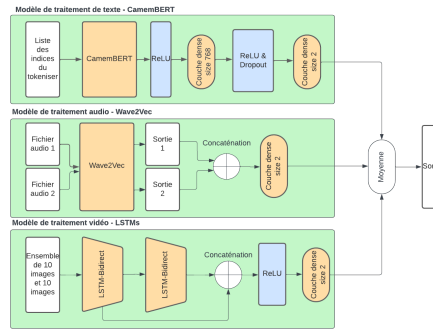 Modèle de traitement de texte - CamemBERT
Liste
des
indices
du
tokeniser
CamemBERT
ReLU
Couche dense
size 768
ReLU &
Dropout
Couche dense
size 2
Modèle de traitement audio - Wave2Vec
Fichier
audio 1
Fichier
audio 2
Wave2Vec
Sortie
1
Sortie
2
Concaténation
Couche dense
size 2
Moyenne
Modèle de traitement vidéo - LSTMs
Ensemble
de 10
images
et 10
images
LSTM-Bidirect
LSTM-Bidirect
Concaténation
ReLU
Couche dense
size 2